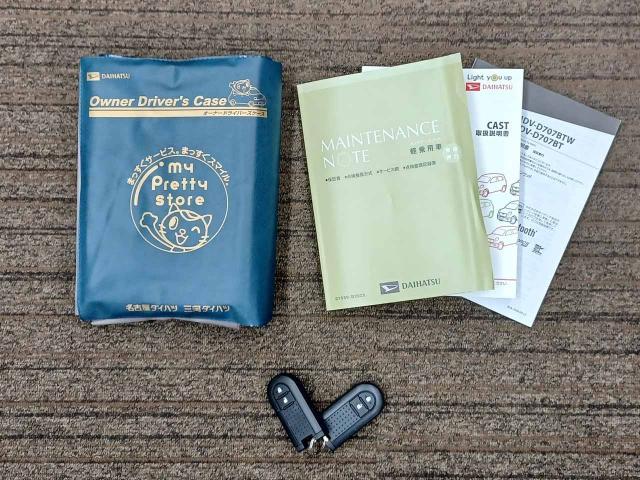 DAIHATSU
Owner Driver's Case
オーナードライバーズケース
まっすぐサービス。まっすぐスマイル。
my
Pretty
store
名古屋ダイハツ 三河ダイハツ
MAINTENANCE
NOTE
軽乗用車
DAIHATSU
Light you up
DAIHATSU
CAST
取扱説明書
MDV-D707BTW
MDV-D707BT